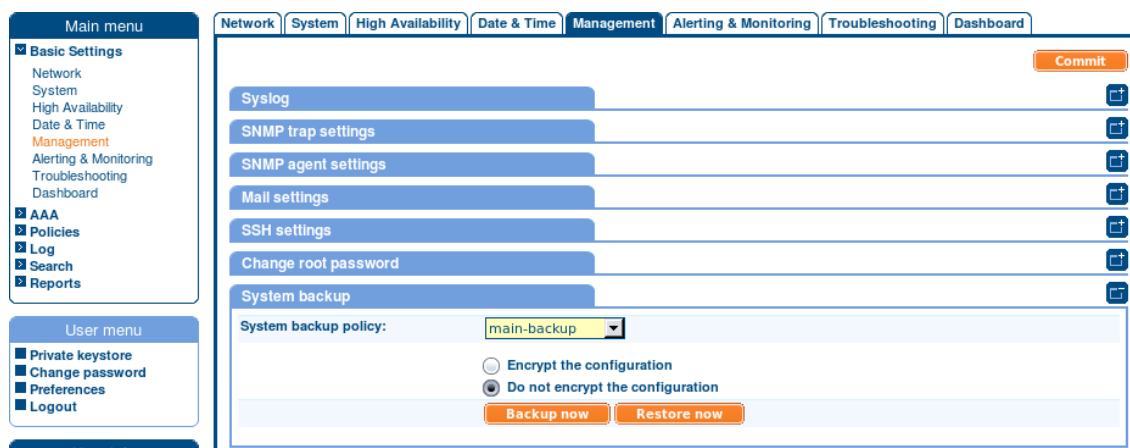 Main menu
Basic Settings
Network
System
High Availability
Date & Time
Management
Alerting & Monitoring
Troubleshooting
Dashboard
AAA
Policies
Log
Search
Reports
User menu
Private keystore
Change password
Preferences
Logout
Network System High Availability Date & Time Management Alerting & Monitoring Troubleshooting Dashboard
Commit
Syslog
SNMP trap settings
SNMP agent settings
Mail settings
SSH settings
Change root password
System backup
System backup policy: main-backup
Encrypt the configuration
Do not encrypt the configuration
Backup now Restore now